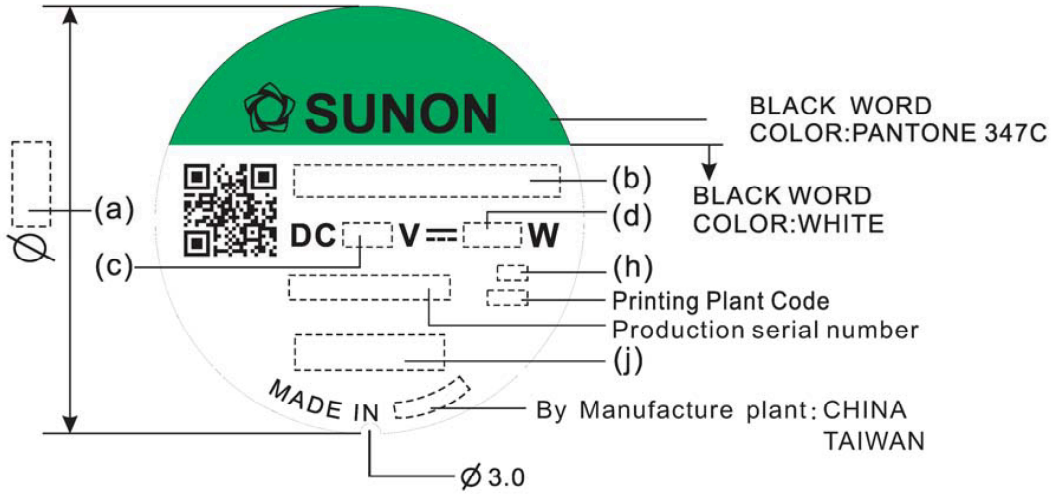 SUNON
BLACK WORD
COLOR:PANTONE 347C
(b)
BLACK WORD
COLOR:WHITE
(a)
(d)
DC V W
(c)
(h)
Printing Plant Code
Production serial number
(j)
MADE IN
By Manufacture plant: CHINA
TAIWAN
Ø
Ø 3.0